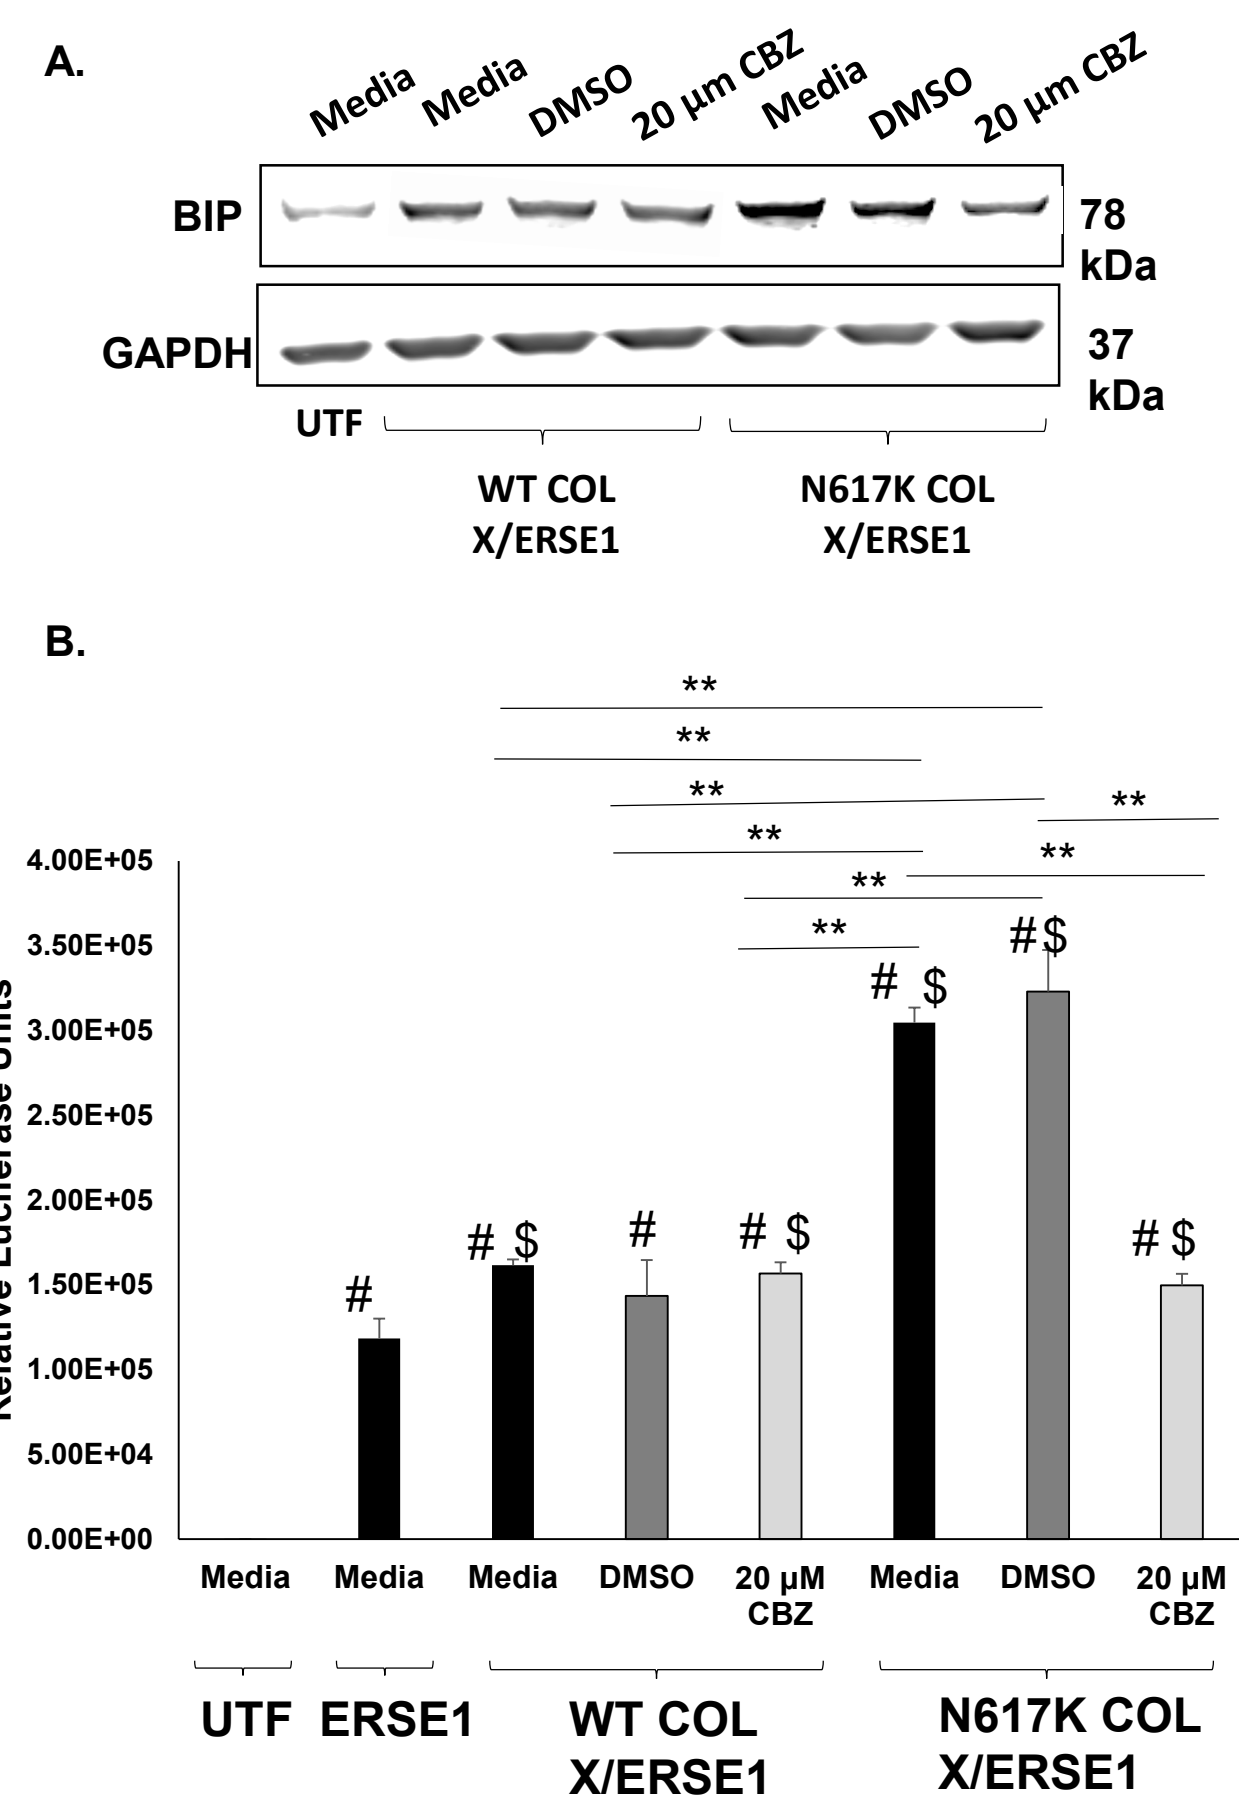 A.
Media Media DMSO 20 µm CBZ Media DMSO 20 µm CBZ
BIP
78
kDa
GAPDH
37
kDa
UTF
WT COL
X/ERSE1
N617K COL
X/ERSE1
B.
**
**
**
**
**
**
**
**
4.00E+05
3.50E+05
3.00E+05
2.50E+05
2.00E+05
1.50E+05
1.00E+05
5.00E+04
0.00E+00
#
# $
#
# $
# $
#$
# $
Media Media Media DMSO 20 µM CBZ Media DMSO 20 µM CBZ
UTF ERSE1
WT COL
X/ERSE1
N617K COL
X/ERSE1